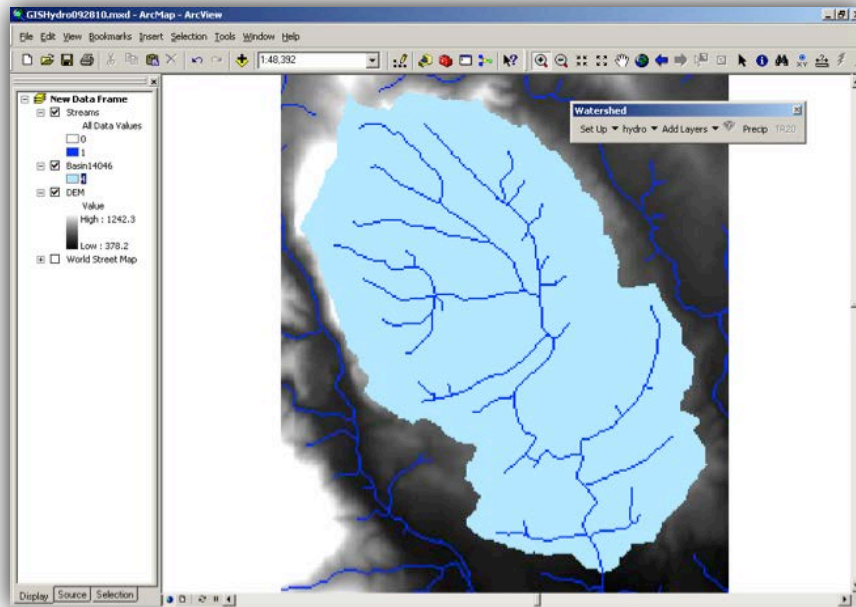 GISHydro092810.mxd - ArcMap - ArcView
File Edit View Bookmarks Insert Selection Tools Window Help
1:48,392
New Data Frame
Streams
All Data Values
0
1
Basin14046
DEM
Value
High : 1242.3
Low : 378.2
World Street Map
Watershed
Set Up hydro Add Layers Precip TR20
Display Source Selection